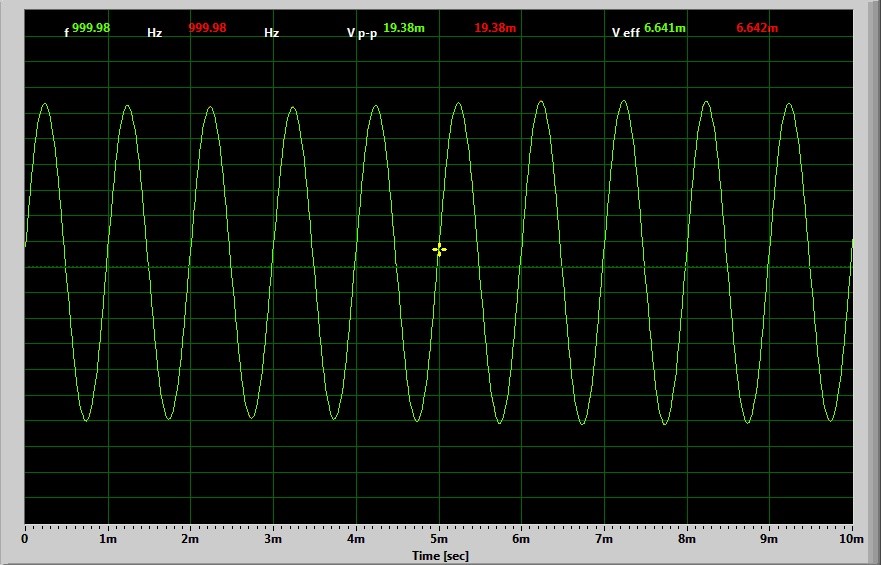 f 999.98 Hz 999.98 Hz V p-p 19.38m 19.38m V eff 6.641m 6.642m
0 1m 2m 3m 4m 5m 6m 7m 8m 9m 10m
Time [sec]